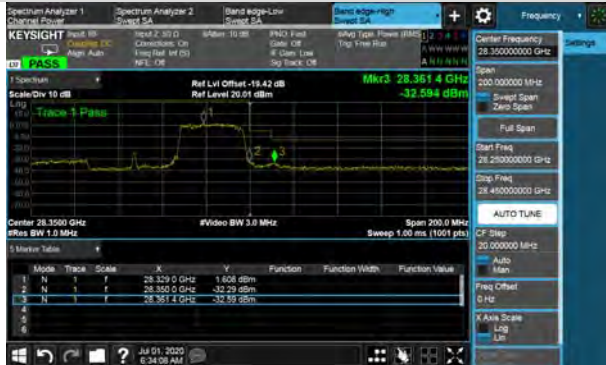 Spectrum Analyzer 1
Channel Power
Spectrum Analyzer 2
Swept SA
Band edge-Low
Swept SA
Band edge-High
Swept SA
Frequency
KEYSIGHT
Input: RF
Coupling: DC
Align: Auto
Input Z: 50 Ω
Corrections: On
Freq Ref: Int (S)
NFE: Off
PNO: Fast
Gate: Off
IF Gain: Low
Sig Track: Off
Avg Type: Power (RMS)
Trig: Free Run
PASS
1 Spectrum
Scale/Div 10 dB
Log
Ref Lvl Offset -19.42 dB
Ref Level 20.01 dBm
Mkr3 28.361 4 GHz
-32.594 dBm
Trace 1 Pass
1
2
3
Center 28.3500 GHz
#Res BW 1.0 MHz
#Video BW 3.0 MHz
Span 200.0 MHz
Sweep 1.00 ms (1001 pts)
5 Marker Table
Mode Trace Scale X Y Function Function Width Function Value
1 N 1 f 28.329 0 GHz 1.608 dBm
2 N 1 f 28.350 0 GHz -32.29 dBm
3 N 1 f 28.361 4 GHz -32.59 dBm
4
5
6
Jul 01, 2020
6:34:08 AM
Center Frequency
28.350000000 GHz
Settings
Span
200.000000 MHz
Swept Span
Zero Span
Full Span
Start Freq
28.250000000 GHz
Stop Freq
28.450000000 GHz
AUTO TUNE
CF Step
20.000000 MHz
Auto
Man
Freq Offset
0 Hz
X Axis Scale
Log
Lin